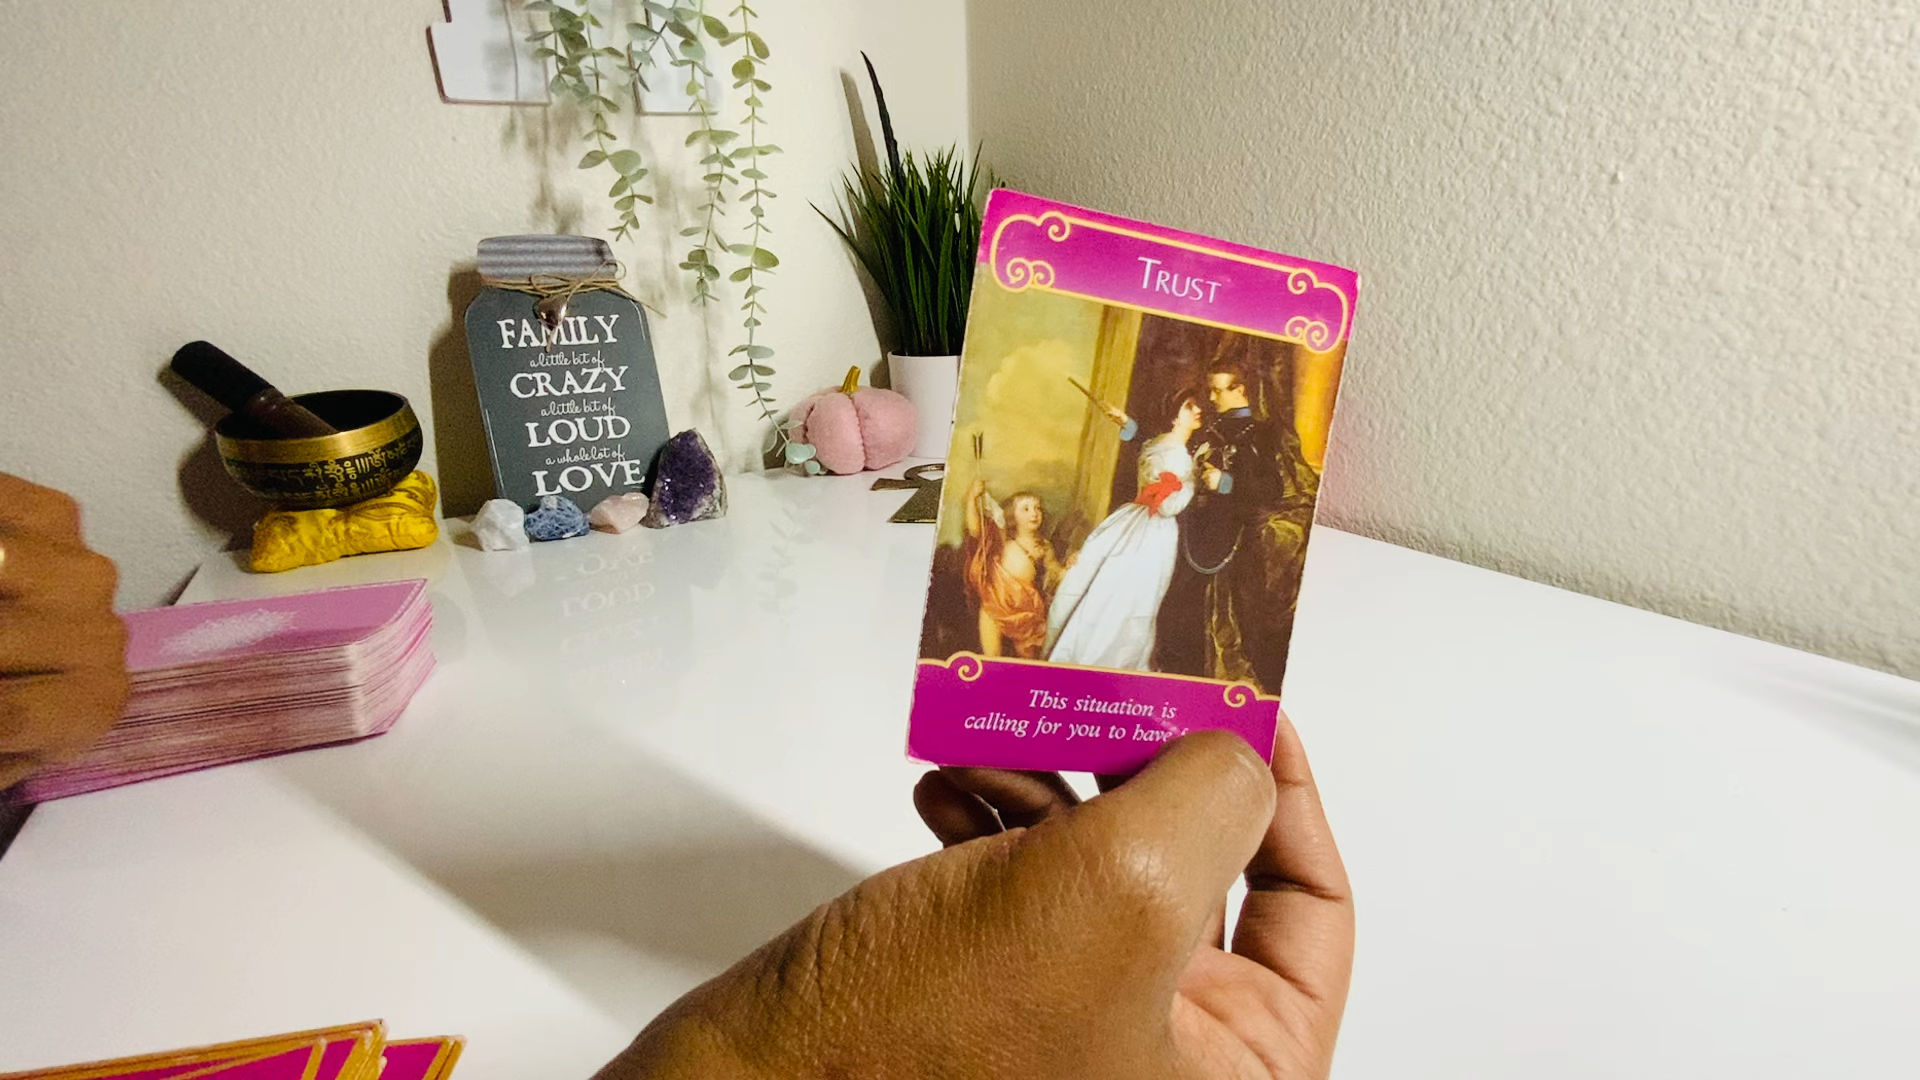 FAMILY
a little bit of
CRAZY
a little bit of
LOUD
a whole lot of
LOVE
TRUST
This situation is
calling for you to have